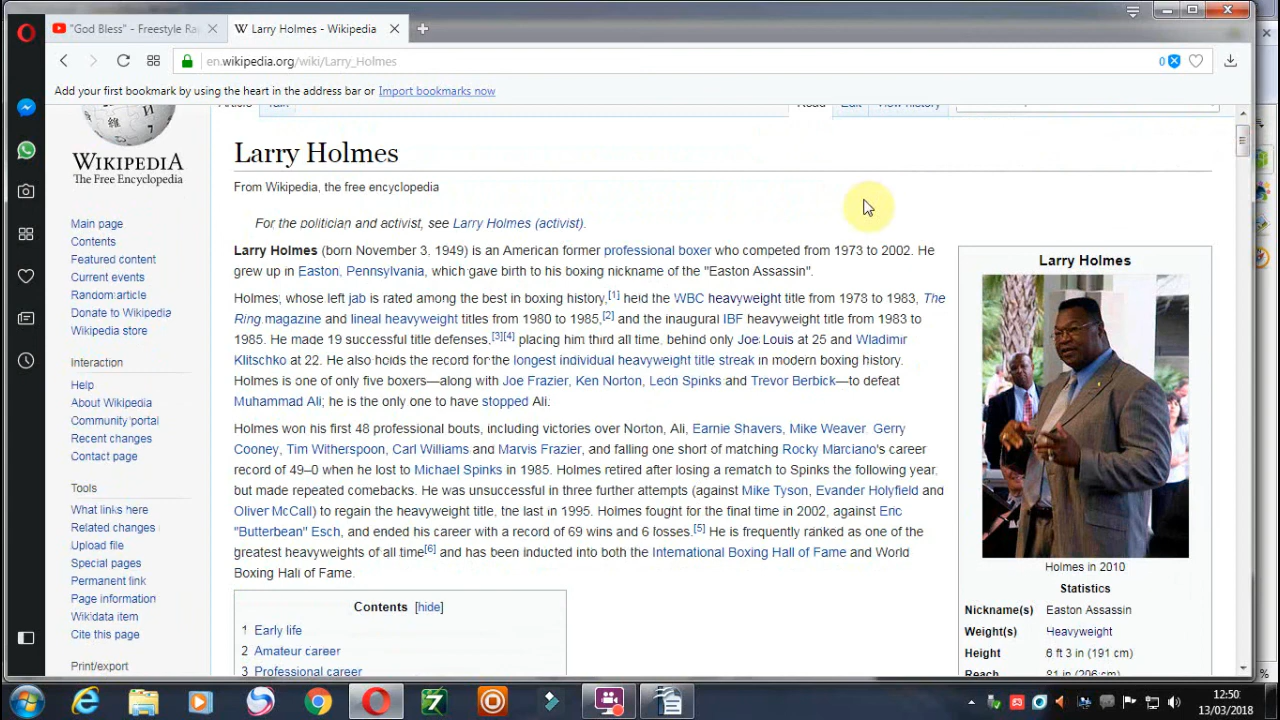 "God Bless" - Freestyle Ra
Larry Holmes - Wikipedia
en.wikipedia.org/wiki/Larry_Holmes
0
Add your first bookmark by using the heart in the address bar or Import bookmarks now
Article Talk Read Edit View history
WIKIPEDIA
The Free Encyclopedia
Main page
Contents
Featured content
Current events
Random article
Donate to Wikipedia
Wikipedia store
Interaction
Help
About Wikipedia
Community portal
Recent changes
Contact page
Tools
What links here
Related changes
Upload file
Special pages
Permanent link
Page information
Wikidata item
Cite this page
Print/export
Larry Holmes
From Wikipedia, the free encyclopedia
For the politician and activist, see Larry Holmes (activist).
Larry Holmes (born November 3, 1949) is an American former professional boxer who competed from 1973 to 2002. He
grew up in Easton, Pennsylvania, which gave birth to his boxing nickname of the "Easton Assassin".
Holmes, whose left jab is rated among the best in boxing history,[1] held the WBC heavyweight title from 1978 to 1983, The
Ring magazine and lineal heavyweight titles from 1980 to 1985,[2] and the inaugural IBF heavyweight title from 1983 to
1985. He made 19 successful title defenses,[3][4] placing him third all time, behind only Joe Louis at 25 and Wladimir
Klitschko at 22. He also holds the record for the longest individual heavyweight title streak in modern boxing history.
Holmes is one of only five boxers—along with Joe Frazier, Ken Norton, Leon Spinks and Trevor Berbick—to defeat
Muhammad Ali; he is the only one to have stopped Ali.
Holmes won his first 48 professional bouts, including victories over Norton, Ali, Earnie Shavers, Mike Weaver, Gerry
Cooney, Tim Witherspoon, Carl Williams and Marvis Frazier, and falling one short of matching Rocky Marciano's career
record of 49–0 when he lost to Michael Spinks in 1985. Holmes retired after losing a rematch to Spinks the following year,
but made repeated comebacks. He was unsuccessful in three further attempts (against Mike Tyson, Evander Holyfield and
Oliver McCall) to regain the heavyweight title, the last in 1995. Holmes fought for the final time in 2002, against Eric
"Butterbean" Esch, and ended his career with a record of 69 wins and 6 losses.[5] He is frequently ranked as one of the
greatest heavyweights of all time[6] and has been inducted into both the International Boxing Hall of Fame and World
Boxing Hall of Fame.
Contents [hide]
1 Early life
2 Amateur career
3 Professional career
Larry Holmes
Holmes in 2010
Statistics
Nickname(s) Easton Assassin
Weight(s) Heavyweight
Height 6 ft 3 in (191 cm)
Reach 81 in (206 cm)
12:50
13/03/2018